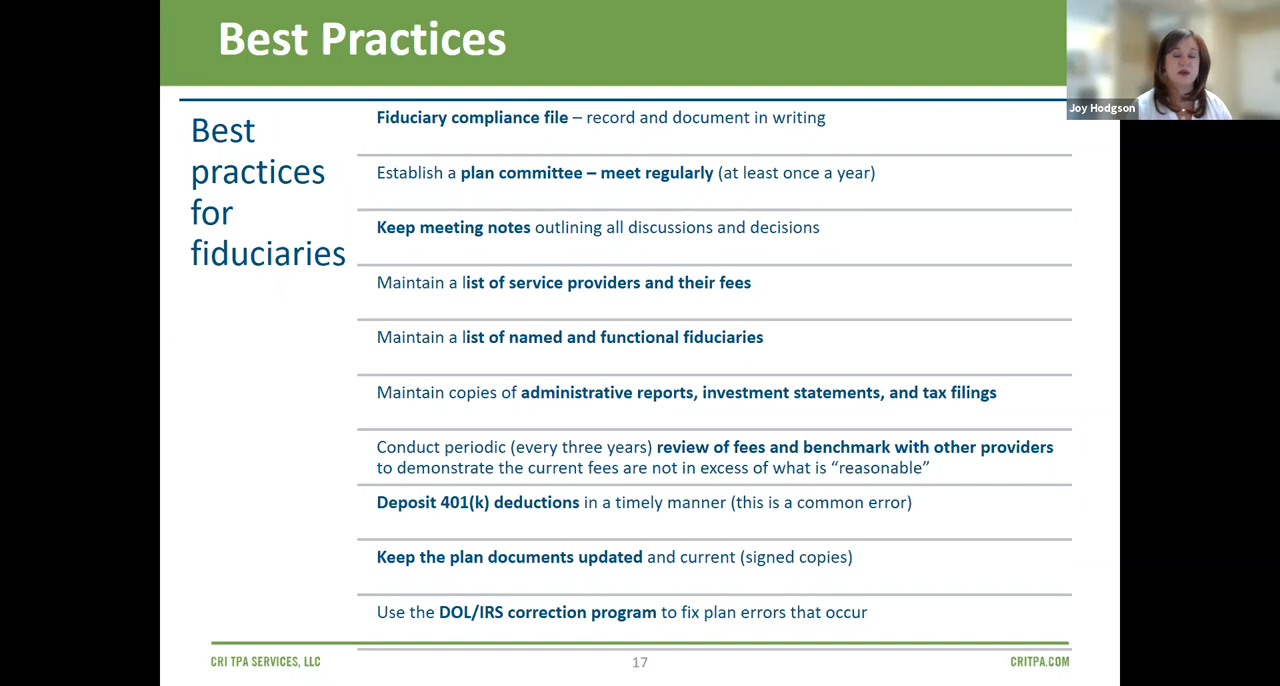 Best Practices
Joy Hodgson
Best
practices
for
fiduciaries
Fiduciary compliance file – record and document in writing
Establish a plan committee – meet regularly (at least once a year)
Keep meeting notes outlining all discussions and decisions
Maintain a list of service providers and their fees
Maintain a list of named and functional fiduciaries
Maintain copies of administrative reports, investment statements, and tax filings
Conduct periodic (every three years) review of fees and benchmark with other providers
to demonstrate the current fees are not in excess of what is “reasonable”
Deposit 401(k) deductions in a timely manner (this is a common error)
Keep the plan documents updated and current (signed copies)
Use the DOL/IRS correction program to fix plan errors that occur
CRI TPA SERVICES, LLC
17
CRITPA.COM